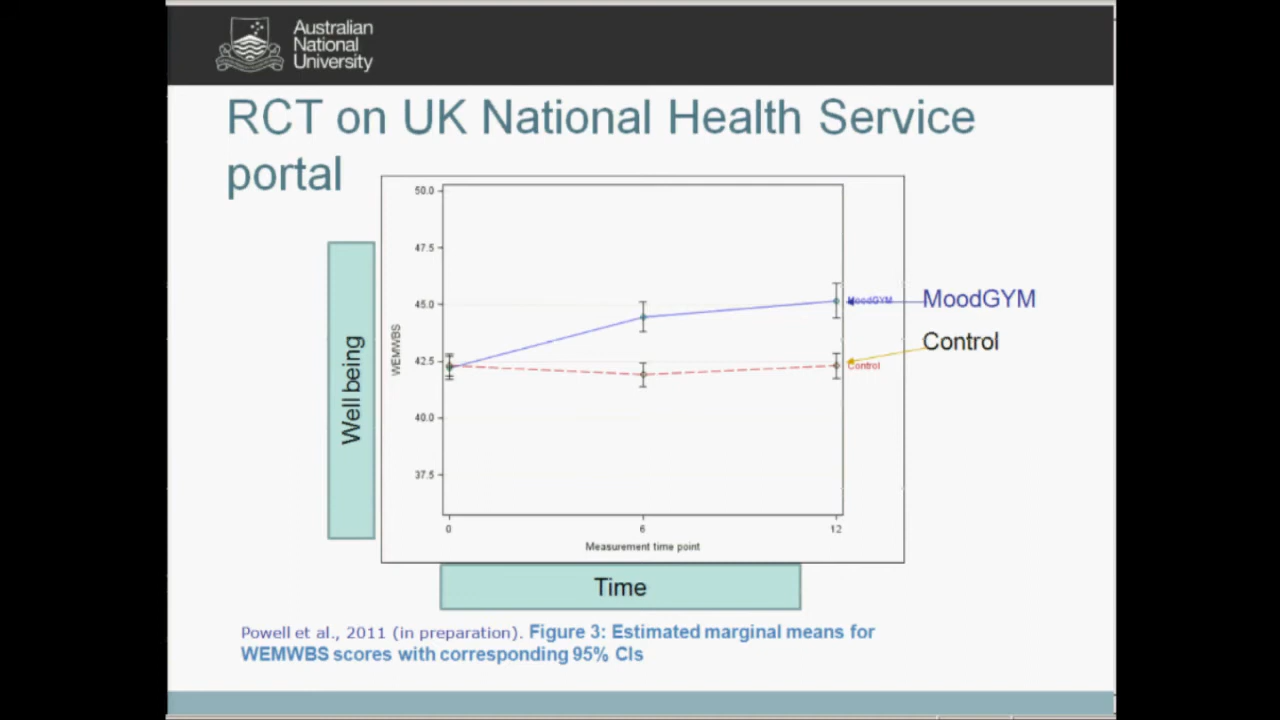 Australian
National
University
RCT on UK National Health Service
portal
50.0
47.5
45.0
42.5
40.0
37.5
WEMWBS
Well being
MoodGYM
MoodGYM
Control
Control
0 6 12
Measurement time point
Time
Powell et al., 2011 (in preparation). Figure 3: Estimated marginal means for
WEMWBS scores with corresponding 95% CIs